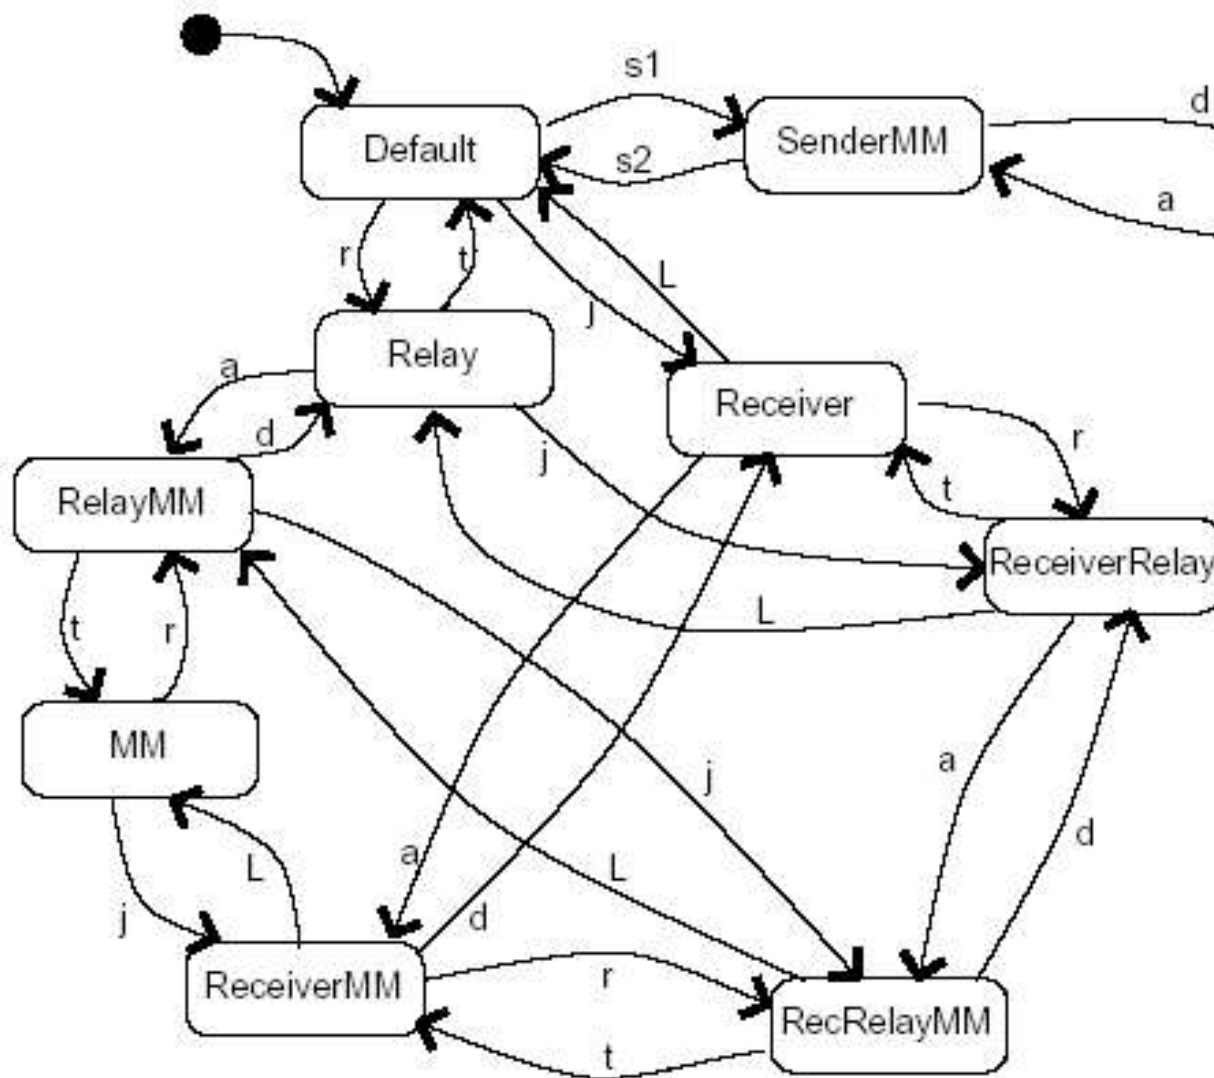 s1
d
Default
SenderMM
s2
a
r
t
L
j
Relay
a
Receiver
d
j
r
RelayMM
t
ReceiverRelay
L
t
r
MM
a
j
d
a
L
L
j
d
ReceiverMM
r
RecRelayMM
t